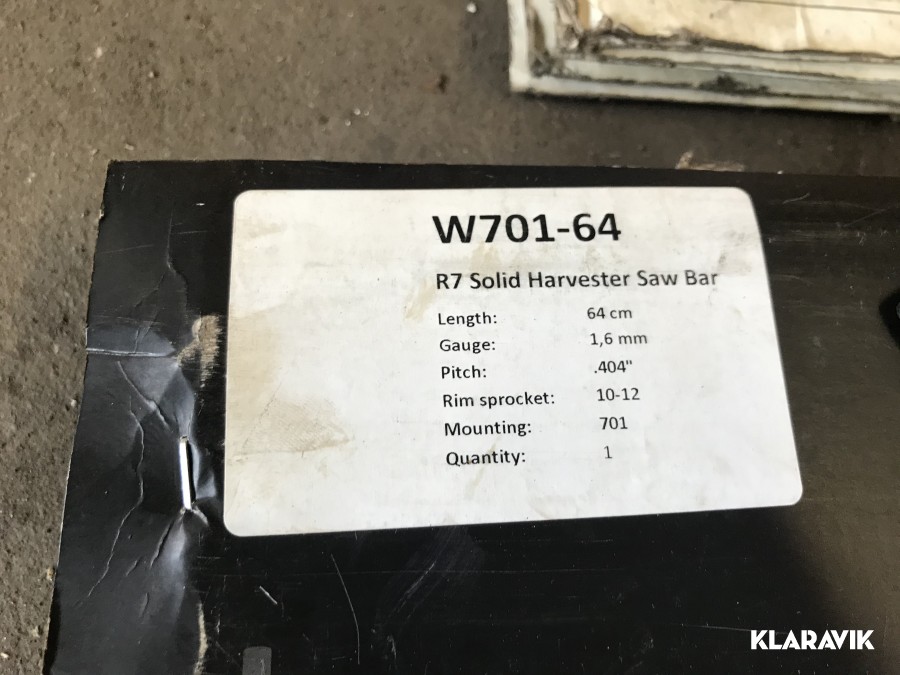 W701-64
R7 Solid Harvester Saw Bar
Length: 64 cm
Gauge: 1,6 mm
Pitch: .404"
Rim sprocket: 10-12
Mounting: 701
Quantity: 1
KLARAVIK